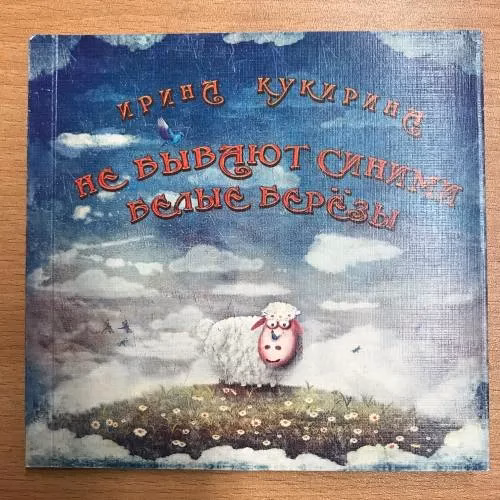 ИРИНА КУКИРИНА
НЕ БЫВАЮТ СИНИМИ
БЕЛЫЕ БЕРЁЗЫ